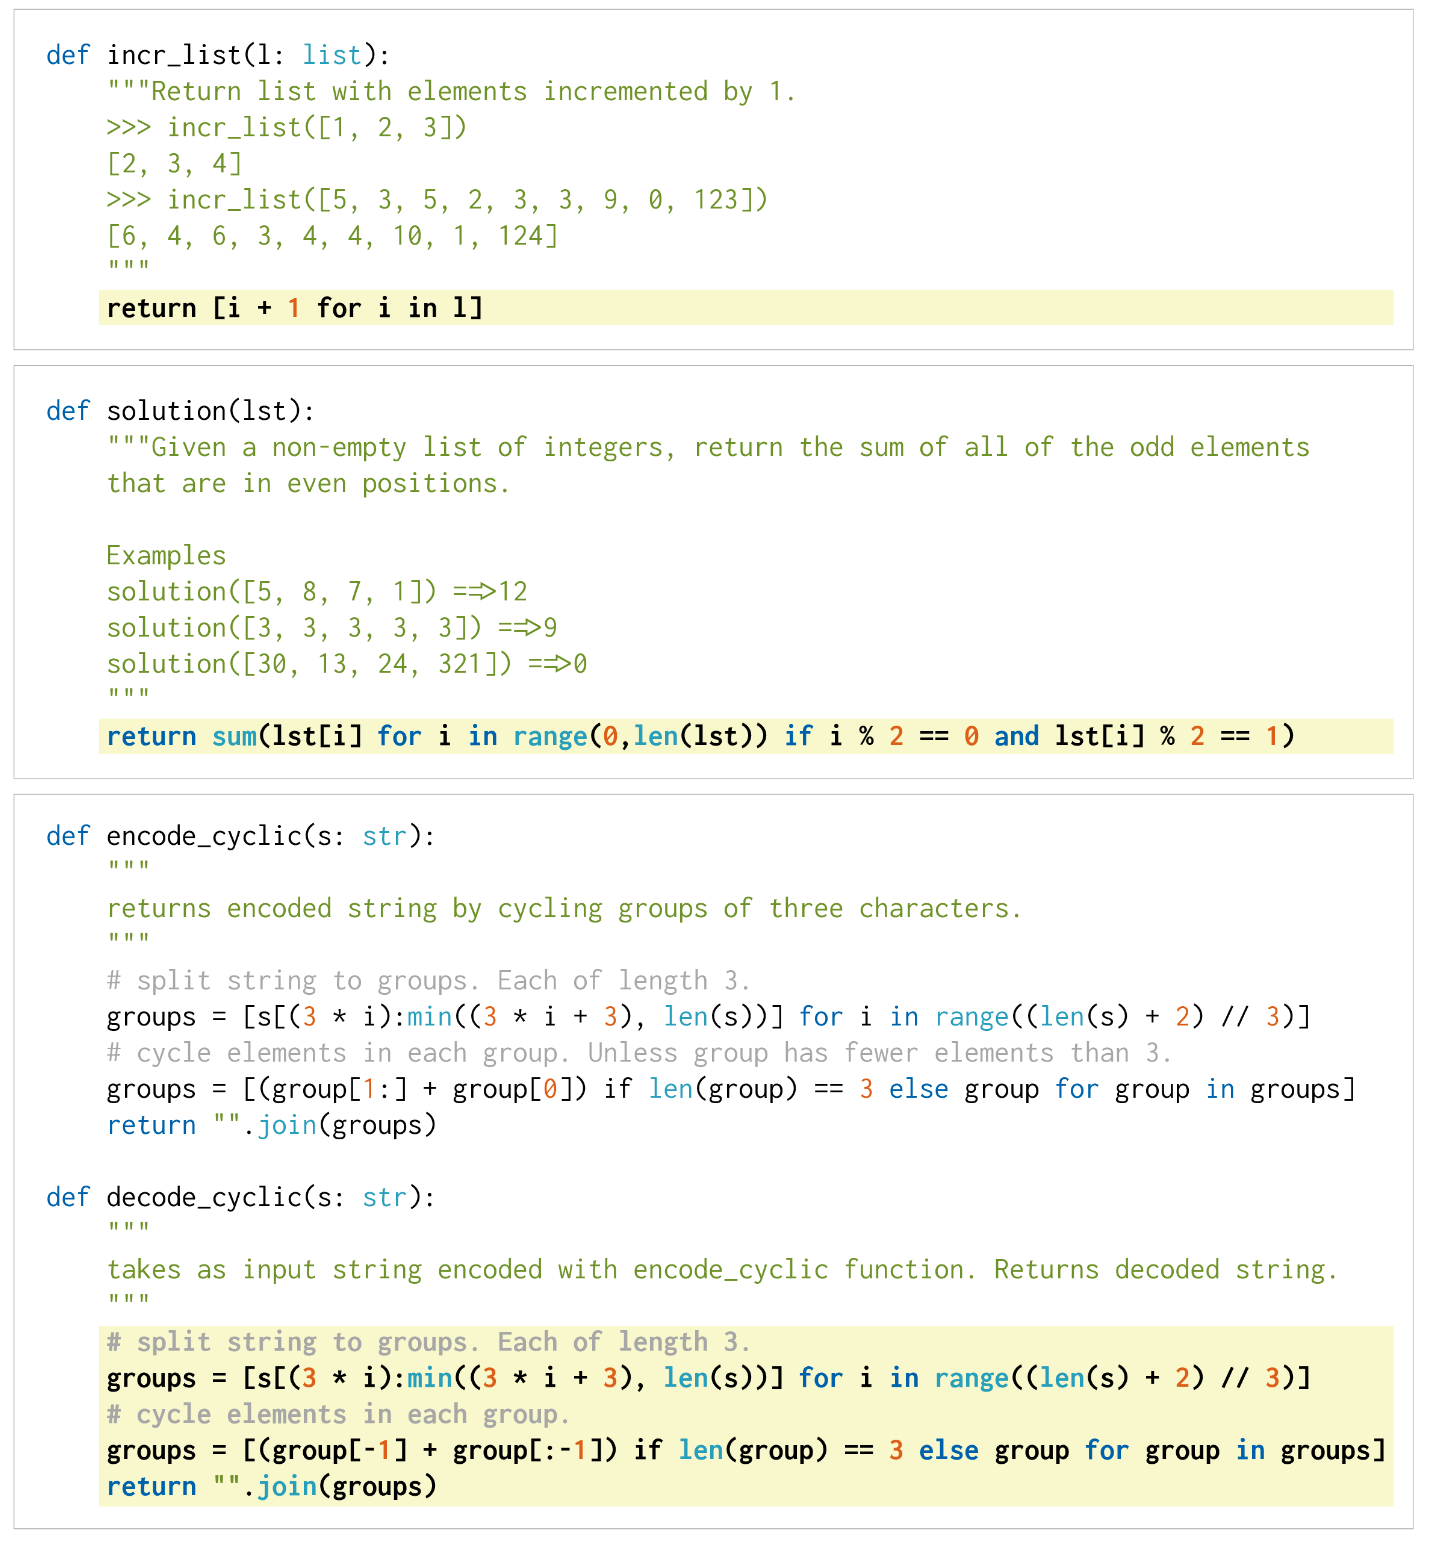 def incr_list(l: list):
    """Return list with elements incremented by 1.
    >>> incr_list([1, 2, 3])
    [2, 3, 4]
    >>> incr_list([5, 3, 5, 2, 3, 3, 9, 0, 123])
    [6, 4, 6, 3, 4, 4, 10, 1, 124]
    """
    return [i + 1 for i in l]
def solution(lst):
    """Given a non-empty list of integers, return the sum of all of the odd elements
    that are in even positions.

    Examples
    solution([5, 8, 7, 1]) ==>12
    solution([3, 3, 3, 3, 3]) ==>9
    solution([30, 13, 24, 321]) ==>0
    """
    return sum(lst[i] for i in range(0,len(lst)) if i % 2 == 0 and lst[i] % 2 == 1)
def encode_cyclic(s: str):
    """
    returns encoded string by cycling groups of three characters.
    """
    # split string to groups. Each of length 3.
    groups = [s[(3 * i):min((3 * i + 3), len(s))] for i in range((len(s) + 2) // 3)]
    # cycle elements in each group. Unless group has fewer elements than 3.
    groups = [(group[1:] + group[0]) if len(group) == 3 else group for group in groups]
    return "".join(groups)

def decode_cyclic(s: str):
    """
    takes as input string encoded with encode_cyclic function. Returns decoded string.
    """
    # split string to groups. Each of length 3.
    groups = [s[(3 * i):min((3 * i + 3), len(s))] for i in range((len(s) + 2) // 3)]
    # cycle elements in each group.
    groups = [(group[-1] + group[:-1]) if len(group) == 3 else group for group in groups]
    return "".join(groups)